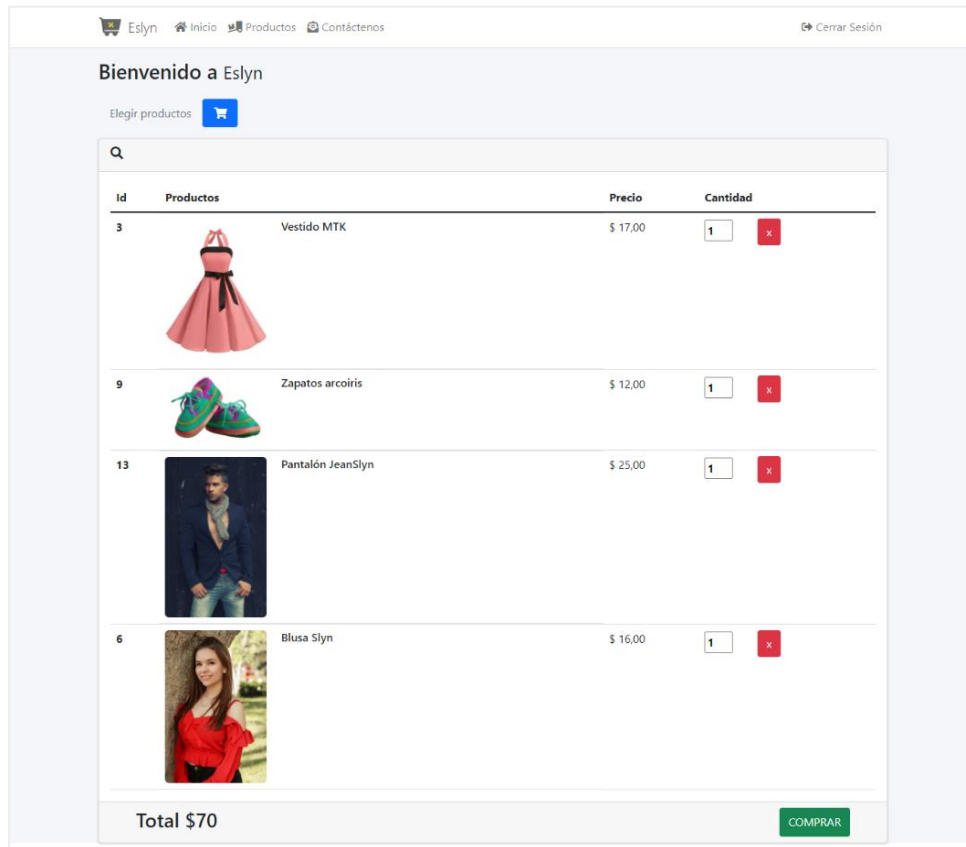 Eslyn Inicio Productos Contáctenos Cerrar Sesión
Bienvenido a Eslyn
Elegir productos
Id Productos Precio Cantidad
3 Vestido MTK $ 17,00 1 x
9 Zapatos arcoiris $ 12,00 1 x
13 Pantalón JeanSlyn $ 25,00 1 x
6 Blusa Slyn $ 16,00 1 x
Total $70 COMPRAR